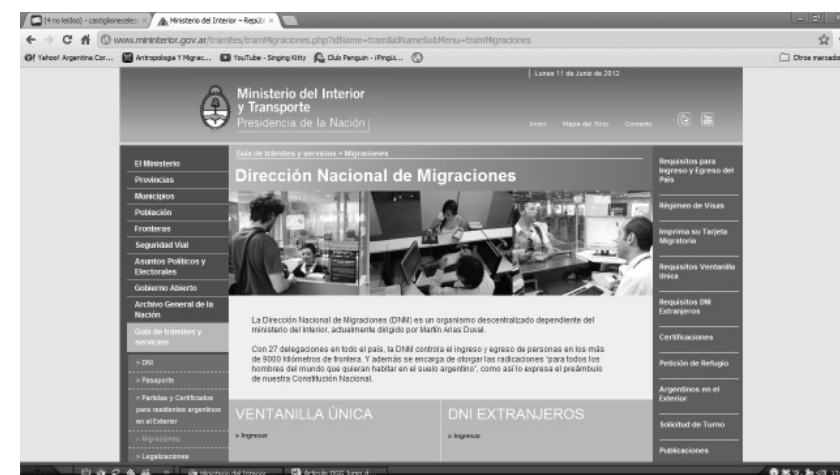 (4 no leídos) - castiglioneceles
Ministerio del Interior – Repúbl
www.mininterior.gov.ar/tramites/tramMigraciones.php?idName=tram&idNameSubMenu=tramMigraciones
Yahoo! Argentina Cor...
Antropologia Y Migrac...
YouTube - Singing Kitty
Club Penguin - ¡Pingüi...
Otros marcado
Lunes 11 de Junio de 2012
Ministerio del Interior
y Transporte
Presidencia de la Nación
Inicio
Mapa del Sitio
Contacto
El Ministerio
Provincias
Municipios
Población
Fronteras
Seguridad Vial
Asuntos Políticos y
Electorales
Gobierno Abierto
Archivo General de la
Nación
Guía de trámites y
servicios
> DNI
> Pasaporte
> Partidas y Certificados
para residentes argentinos
en el Exterior
> Migraciones
> Legalizaciones
Guía de trámites y servicios > Migraciones
Dirección Nacional de Migraciones
La Dirección Nacional de Migraciones (DNM) es un organismo descentralizado dependiente del
ministerio del Interior, actualmente dirigido por Martín Arias Duval.
Con 27 delegaciones en todo el país, la DNM controla el ingreso y egreso de personas en los más
de 9000 kilómetros de frontera. Y además se encarga de otorgar las radicaciones "para todos los
hombres del mundo que quieran habitar en el suelo argentino", como así lo expresa el preámbulo
de nuestra Constitución Nacional.
VENTANILLA ÚNICA
> Ingresar
DNI EXTRANJEROS
> Ingresar
Requisitos para
Ingreso y Egreso del
País
Régimen de Visas
Imprima su Tarjeta
Migratoria
Requisitos Ventanilla
Única
Requisitos DNI
Extranjeros
Certificaciones
Petición de Refugio
Argentinos en el
Exterior
Solicitud de Turno
Publicaciones
Ministerio del Interior
Artículo DIGG Junio d...